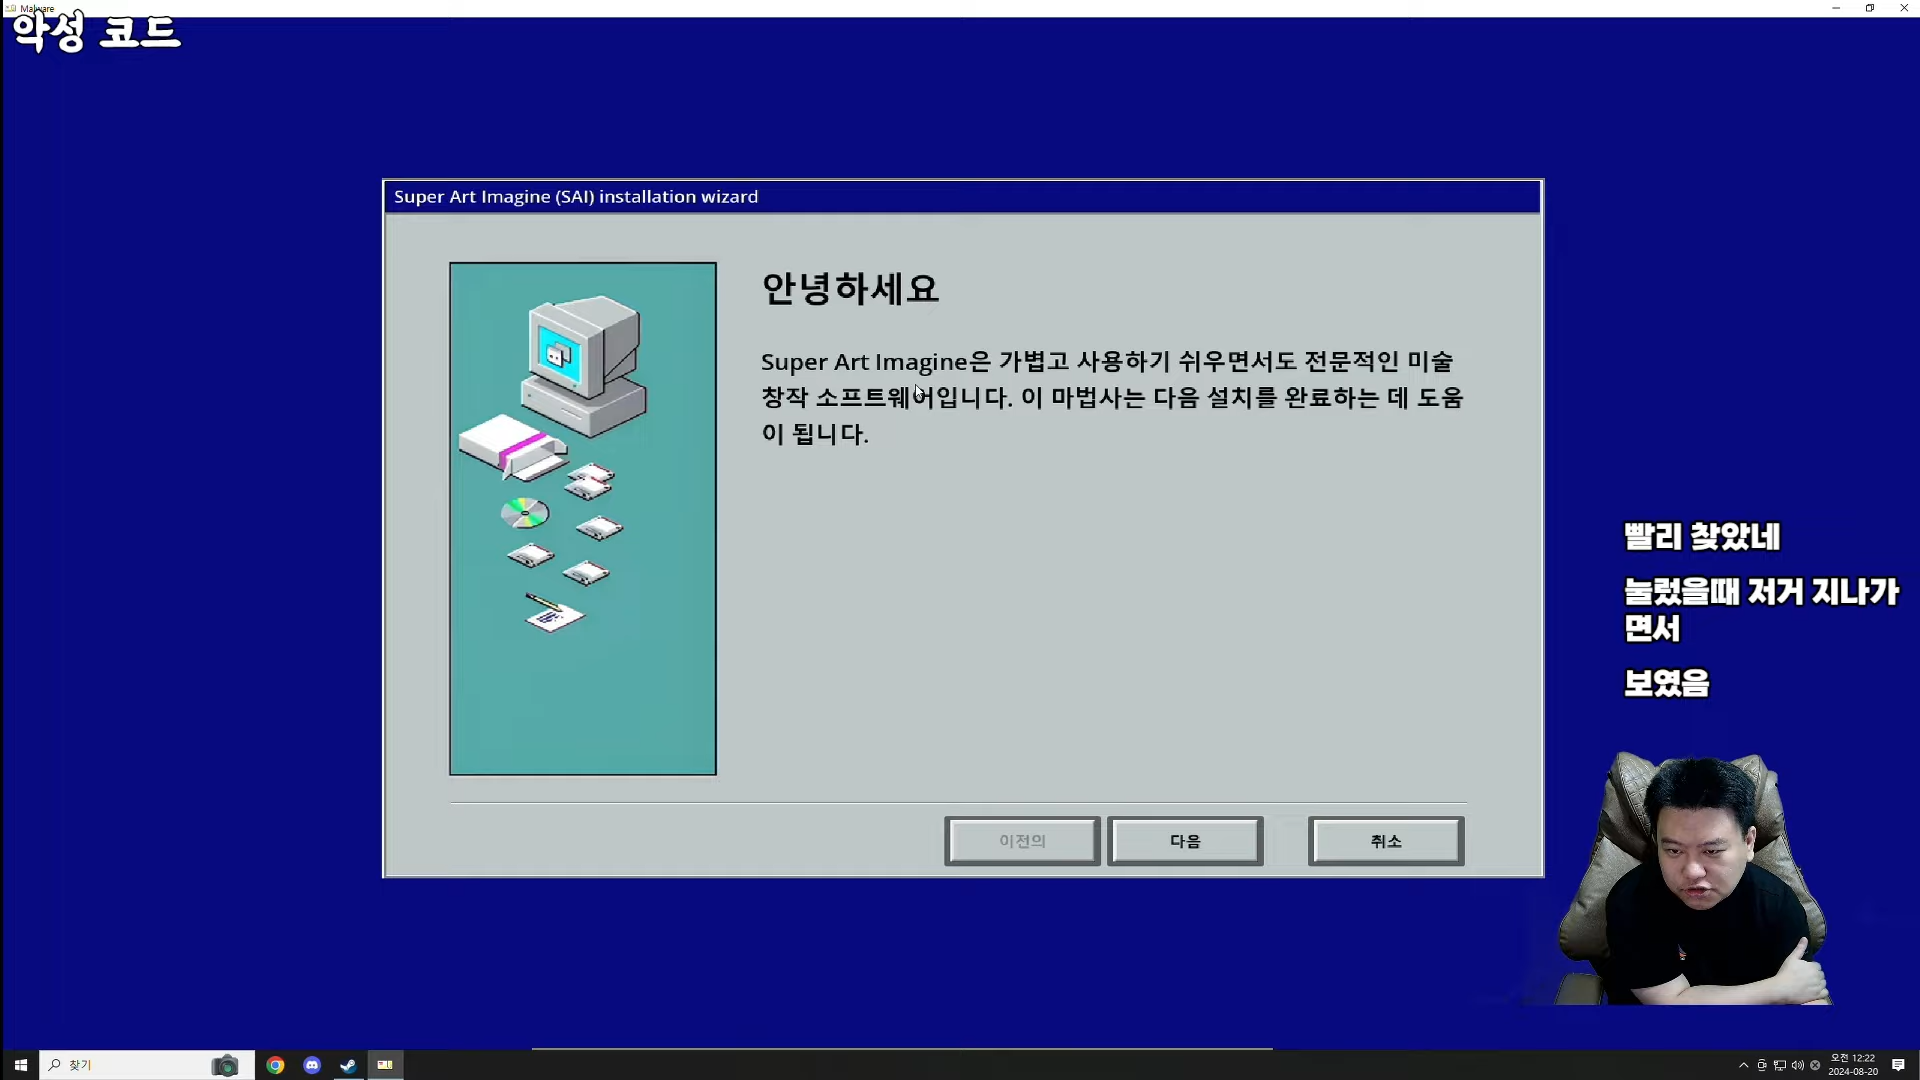 Malware
악성 코드
Super Art Imagine (SAI) installation wizard
안녕하세요
Super Art Imagine은 가볍고 사용하기 쉬우면서도 전문적인 미술
창작 소프트웨어입니다. 이 마법사는 다음 설치를 완료하는 데 도움
이 됩니다.
빨리 찾았네
눌렀을때 저거 지나가
면서
보였음
이전의
다음
취소
찾기
오전 12:22
2024-08-20